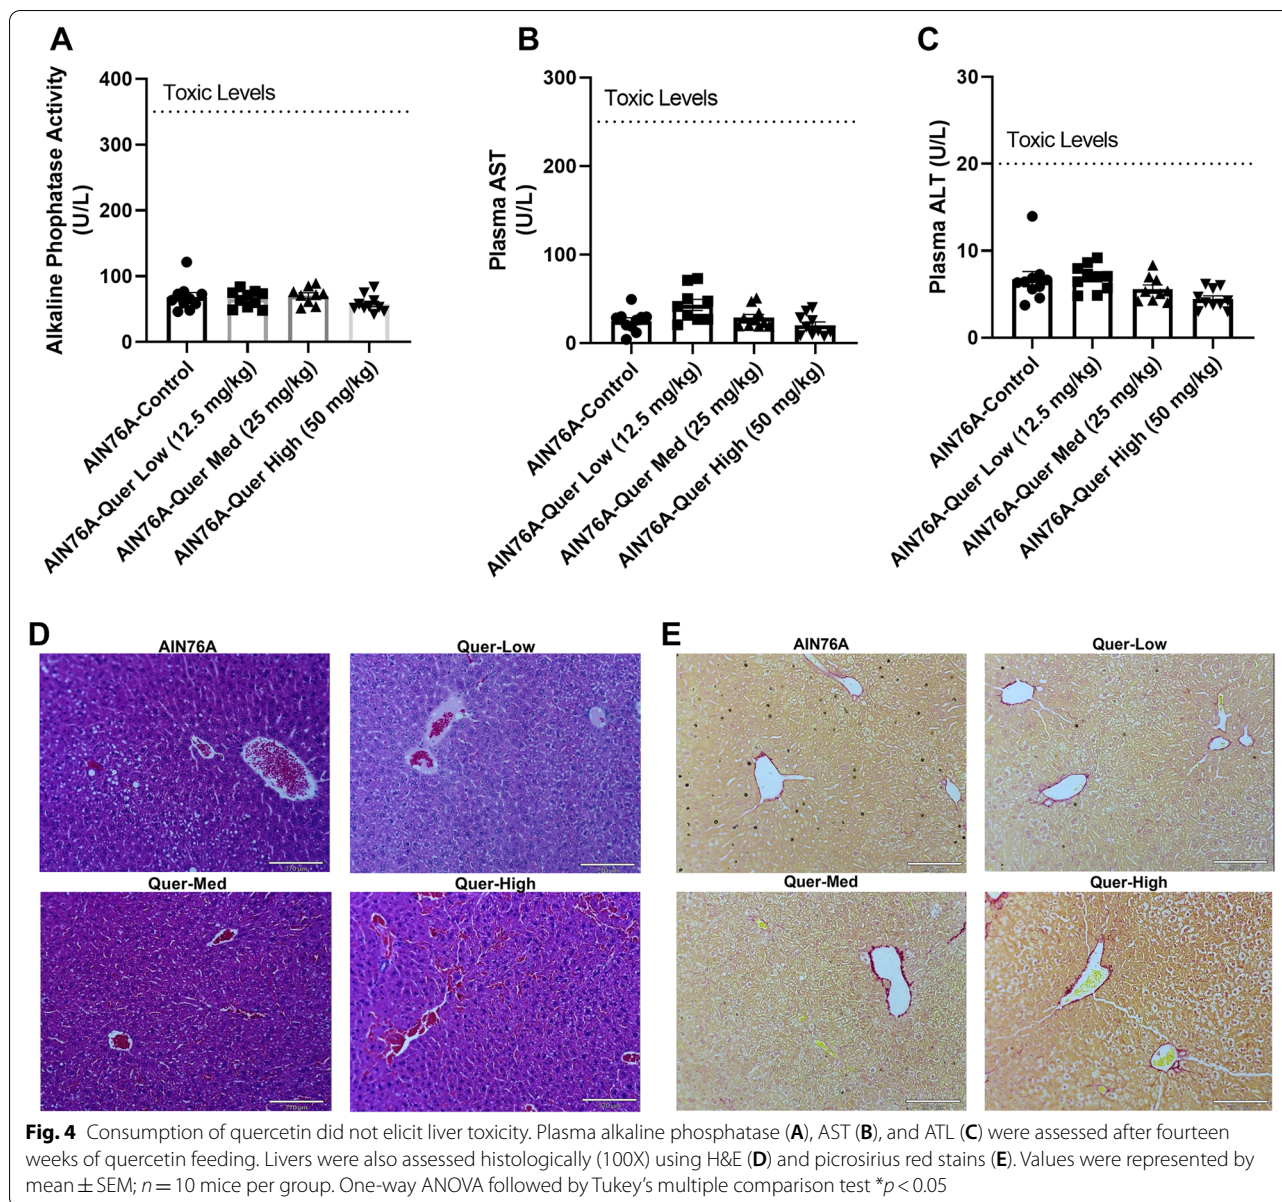 A
B
C
Alkaline Phophatase Activity
(U/L)
400
300
200
100
0
Toxic Levels
AIN76A-Control
AIN76A-Quer Low (12.5 mg/kg)
AIN76A-Quer Med (25 mg/kg)
AIN76A-Quer High (50 mg/kg)
Plasma AST
(U/L)
300
200
100
0
Toxic Levels
AIN76A-Control
AIN76A-Quer Low (12.5 mg/kg)
AIN76A-Quer Med (25 mg/kg)
AIN76A-Quer High (50 mg/kg)
Plasma ALT (U/L)
30
20
10
0
Toxic Levels
AIN76A-Control
AIN76A-Quer Low (12.5 mg/kg)
AIN76A-Quer Med (25 mg/kg)
AIN76A-Quer High (50 mg/kg)
D
AIN76A
Quer-Low
Quer-Med
Quer-High
E
AIN76A
Quer-Low
Quer-Med
Quer-High
Fig. 4 Consumption of quercetin did not elicit liver toxicity. Plasma alkaline phosphatase (A), AST (B), and ATL (C) were assessed after fourteen
weeks of quercetin feeding. Livers were also assessed histologically (100X) using H&E (D) and picrosirius red stains (E). Values were represented by
mean ± SEM; n = 10 mice per group. One-way ANOVA followed by Tukey's multiple comparison test *p < 0.05